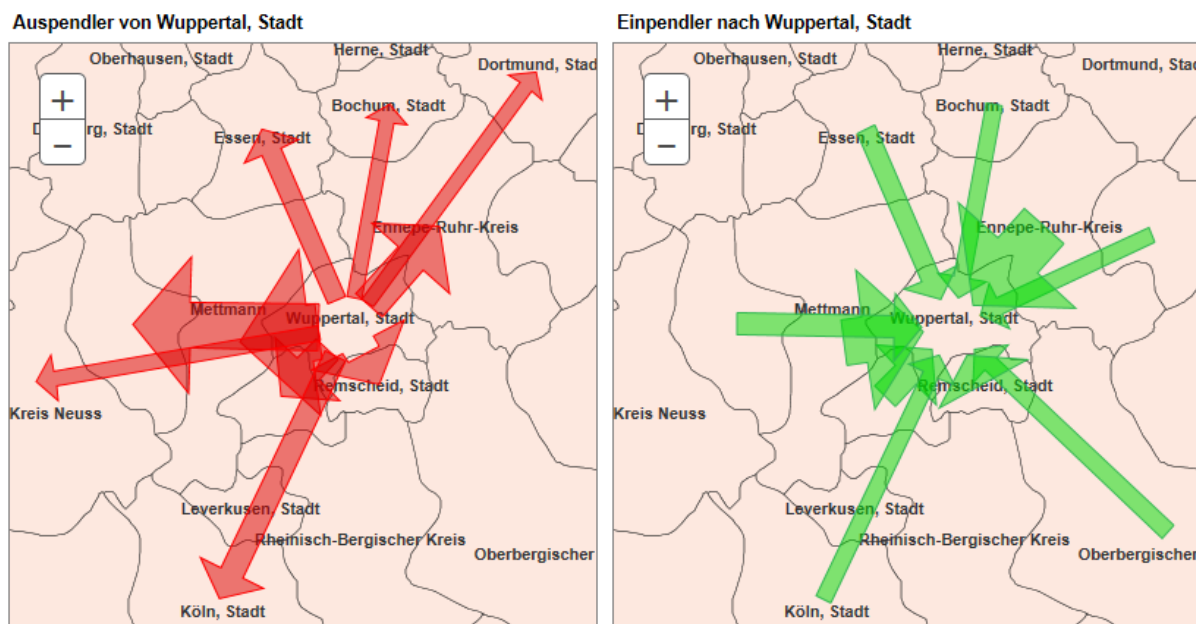 Auspendler von Wuppertal, Stadt
Einpendler nach Wuppertal, Stadt
Herne, Stadt
Oberhausen, Stadt
Dortmund, Stad
+
Bochum, Stadt
rg, Stadt
Essen, Stadt
−
Ennepe-Ruhr-Kreis
Mettmann
Wuppertal, Stadt
Remscheid, Stadt
Kreis Neuss
Leverkusen, Stadt
Rheinisch-Bergischer Kreis
Oberbergischer
Köln, Stadt
Herne, Stadt
Oberhausen, Stadt
Dortmund, Stad
+
Bochum, Stadt
rg, Stadt
Essen, Stadt
−
Ennepe-Ruhr-Kreis
Mettmann
Wuppertal, Stadt
Remscheid, Stadt
Kreis Neuss
Leverkusen, Stadt
Rheinisch-Bergischer Kreis
Oberbergischer
Köln, Stadt